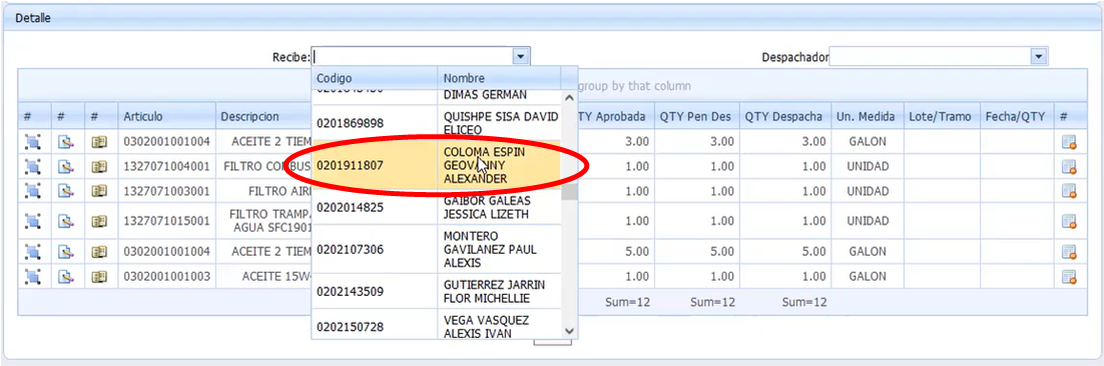 Detalle
Recibe:
Despachador
group by that column
Codigo Nombre
# # # Articulo Descripcion TY Aprobada QTY Pen Des QTY Despacha Un. Medida Lote/Tramo Fecha/QTY #
DIMAS GERMAN
0201869898 QUISHPE SISA DAVID
ELICEO
0201911807 COLOMA ESPIN
GEOVANNY
ALEXANDER
0202014825 GAIBOR GALEAS
JESSICA LIZETH
0202107306 MONTERO
GAVILANEZ PAUL
ALEXIS
0202143509 GUTIERREZ JARRIN
FLOR MICHELLIE
0202150728 VEGA VASQUEZ
ALEXIS IVAN
0302001001004 ACEITE 2 TIEM 3.00 3.00 3.00 GALON
1327071004001 FILTRO COMBUS 1.00 1.00 1.00 UNIDAD
1327071003001 FILTRO AIR 1.00 1.00 1.00 UNIDAD
1327071015001 FILTRO TRAMPA
AGUA SFC1901 1.00 1.00 1.00 UNIDAD
0302001001004 ACEITE 2 TIEM 5.00 5.00 5.00 GALON
0302001001003 ACEITE 15W- 1.00 1.00 1.00 GALON
Sum=12 Sum=12 Sum=12